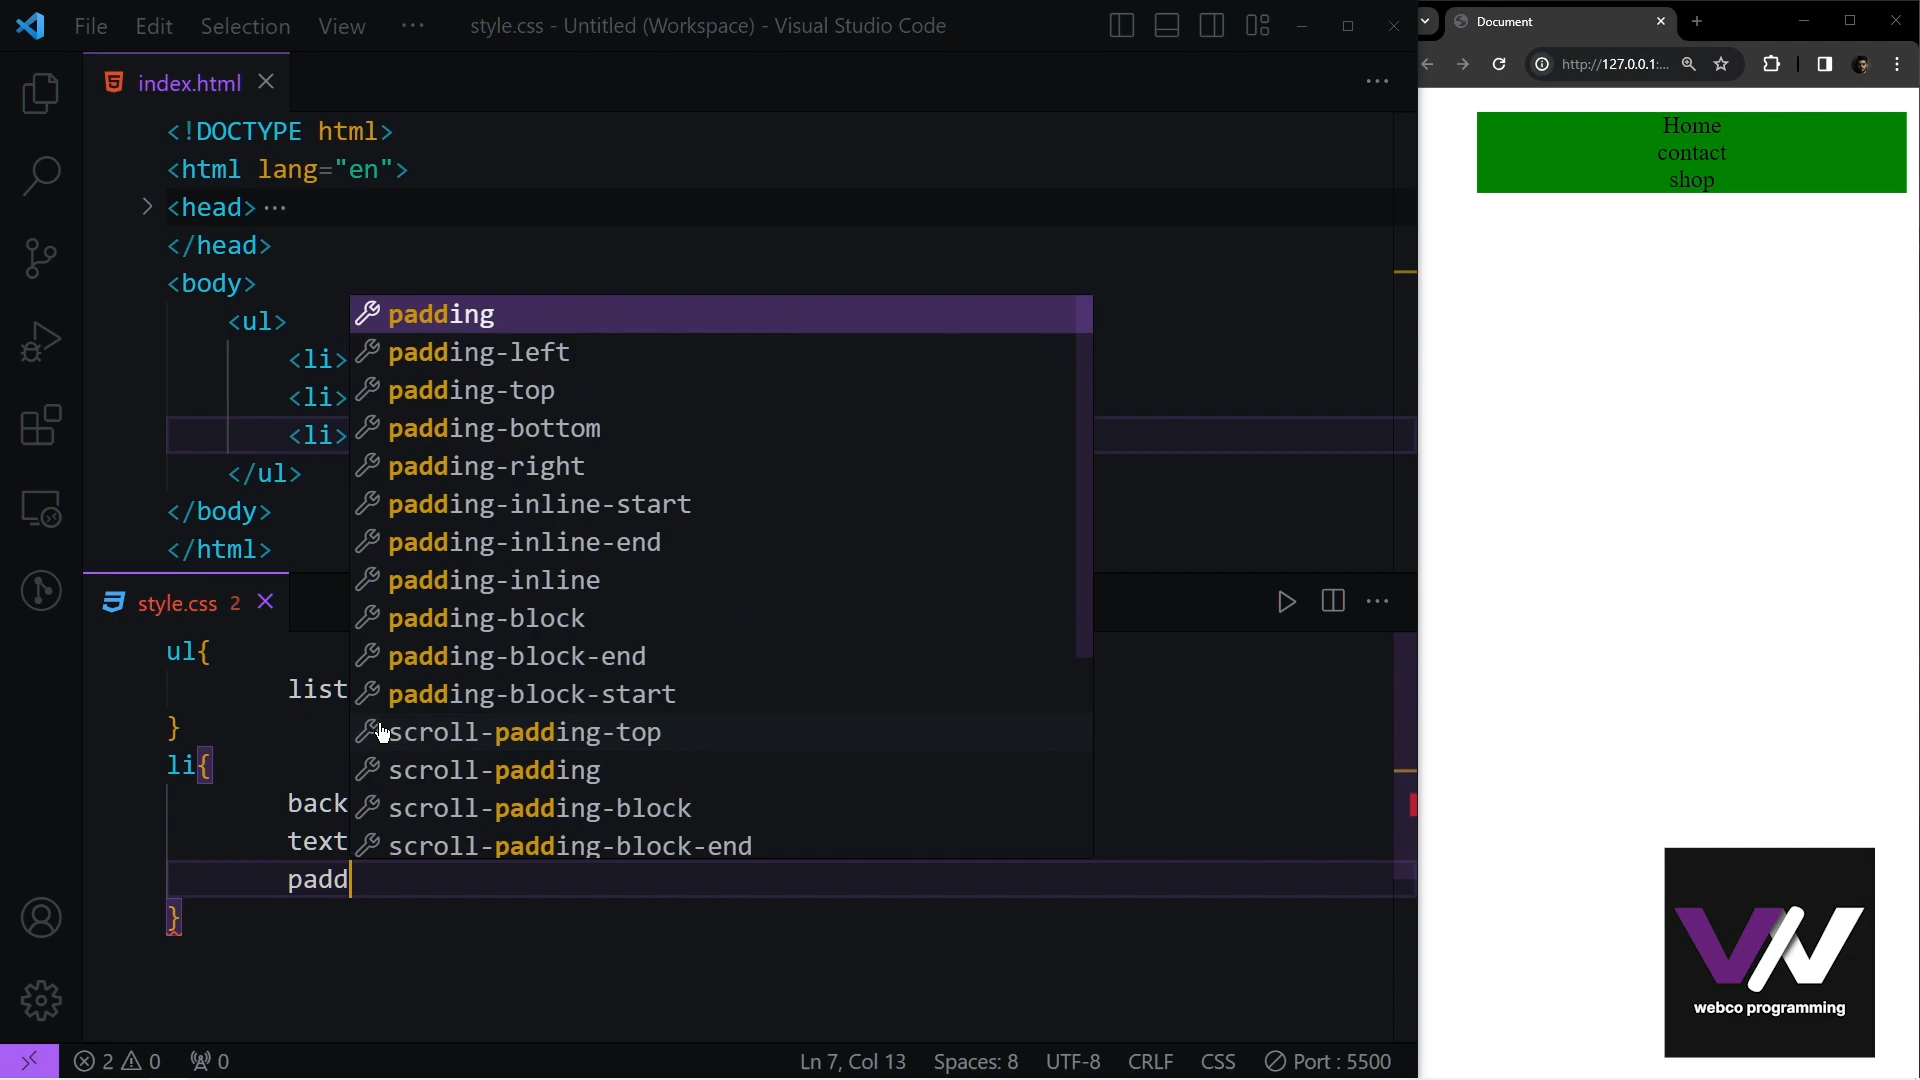 File Edit Selection View ··· style.css - Untitled (Workspace) - Visual Studio Code
index.html
<!DOCTYPE html>
<html lang="en">
<head>···
</head>
<body>
<ul>
<li>
<li>
<li>
</ul>
</body>
</html>
padding
padding-left
padding-top
padding-bottom
padding-right
padding-inline-start
padding-inline-end
padding-inline
padding-block
padding-block-end
padding-block-start
scroll-padding-top
scroll-padding
scroll-padding-block
scroll-padding-block-end
style.css 2
ul{
list
}
li{
back
text
padd
}
2 0 0 Ln 7, Col 13 Spaces: 8 UTF-8 CRLF CSS Port : 5500
Document
http://127.0.0.1:...
Home
contact
shop
webco programming